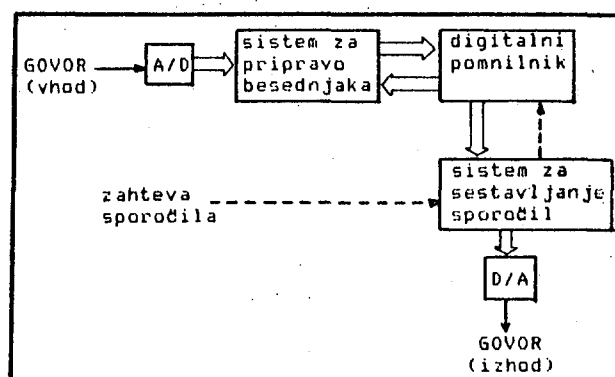 GOVOR
(vhod)
A/D
sistem za
pripravo
besednjaka
digitalni
pomnilnik
zahteva
sporočila
sistem za
sestavljanje
sporočil
D/A
GOVOR
(izhod)